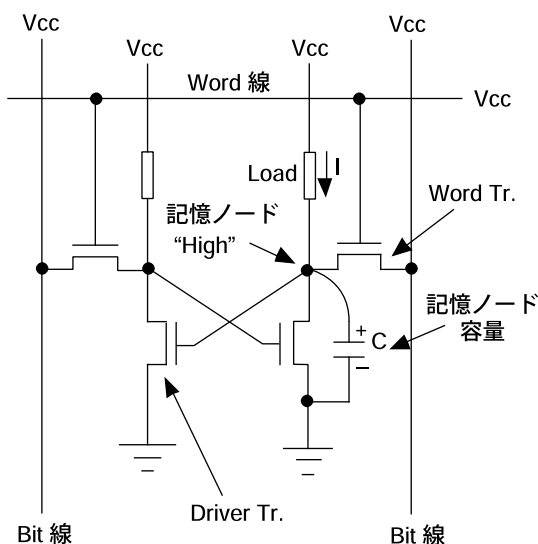 Vcc
Vcc
Vcc
Vcc
Word 線
Vcc
Load
I
Word Tr.
記憶ノード
“High”
記憶ノード
容量
+
C
−
Driver Tr.
Bit 線
Bit 線